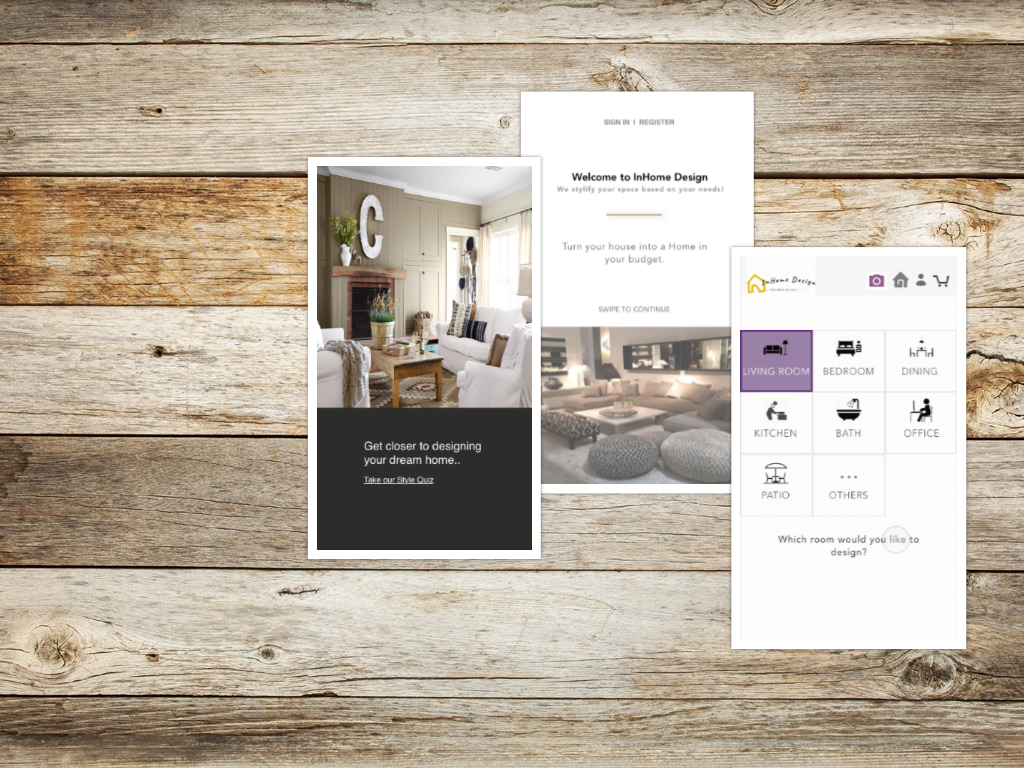 C
Get closer to designing
your dream home..
Take our Style Quiz
SIGN IN | REGISTER
Welcome to InHome Design
We stylify your space based on your needs!
Turn your house into a Home in
your budget.
SWIPE TO CONTINUE
InHome Design
LIVING ROOM
BEDROOM
DINING
KITCHEN
BATH
OFFICE
PATIO
OTHERS
Which room would you like to
design?